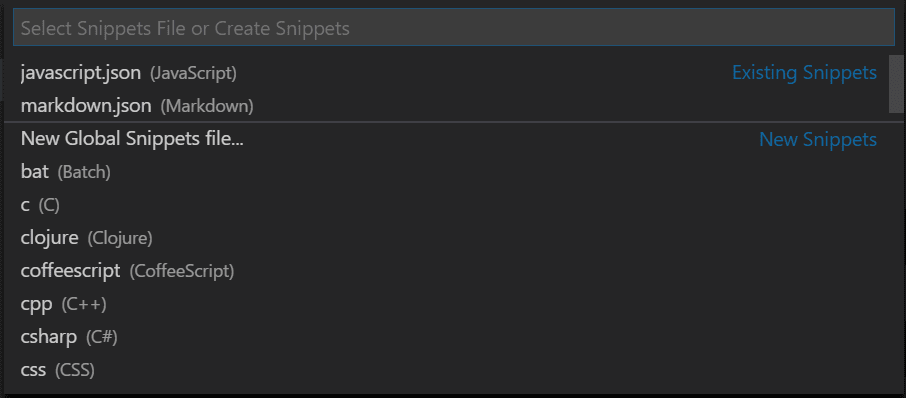 Select Snippets File or Create Snippets
javascript.json (JavaScript) Existing Snippets
markdown.json (Markdown)
New Global Snippets file... New Snippets
bat (Batch)
c (C)
clojure (Clojure)
coffeescript (CoffeeScript)
cpp (C++)
csharp (C#)
css (CSS)